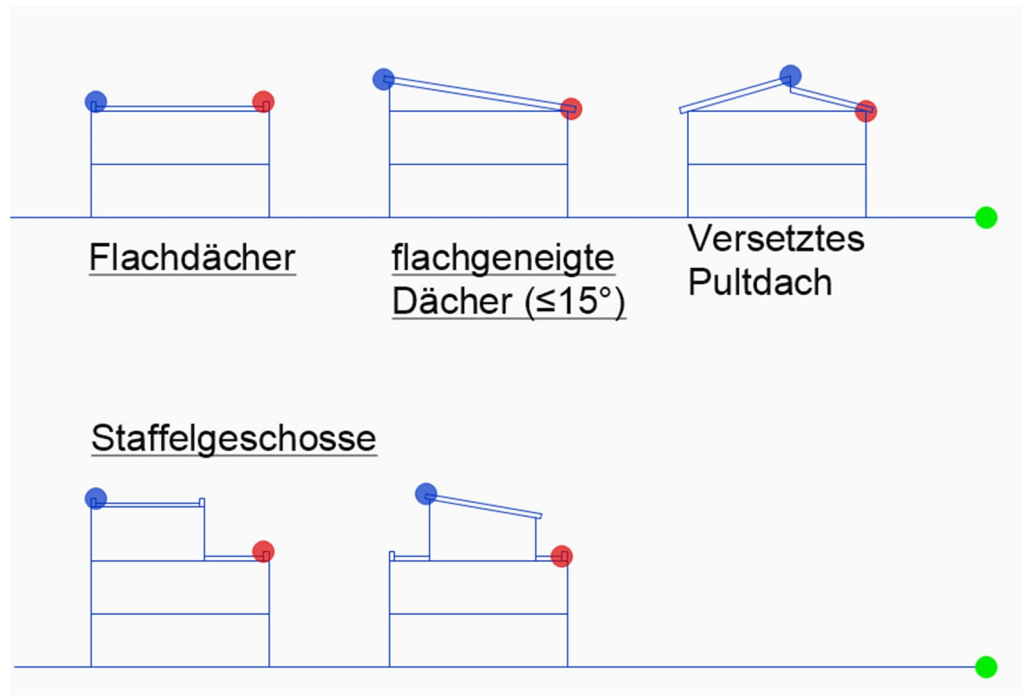 Flachdächer
flachgeneigte
Dächer (≤15°)
Versetztes
Pultdach
Staffelgeschosse